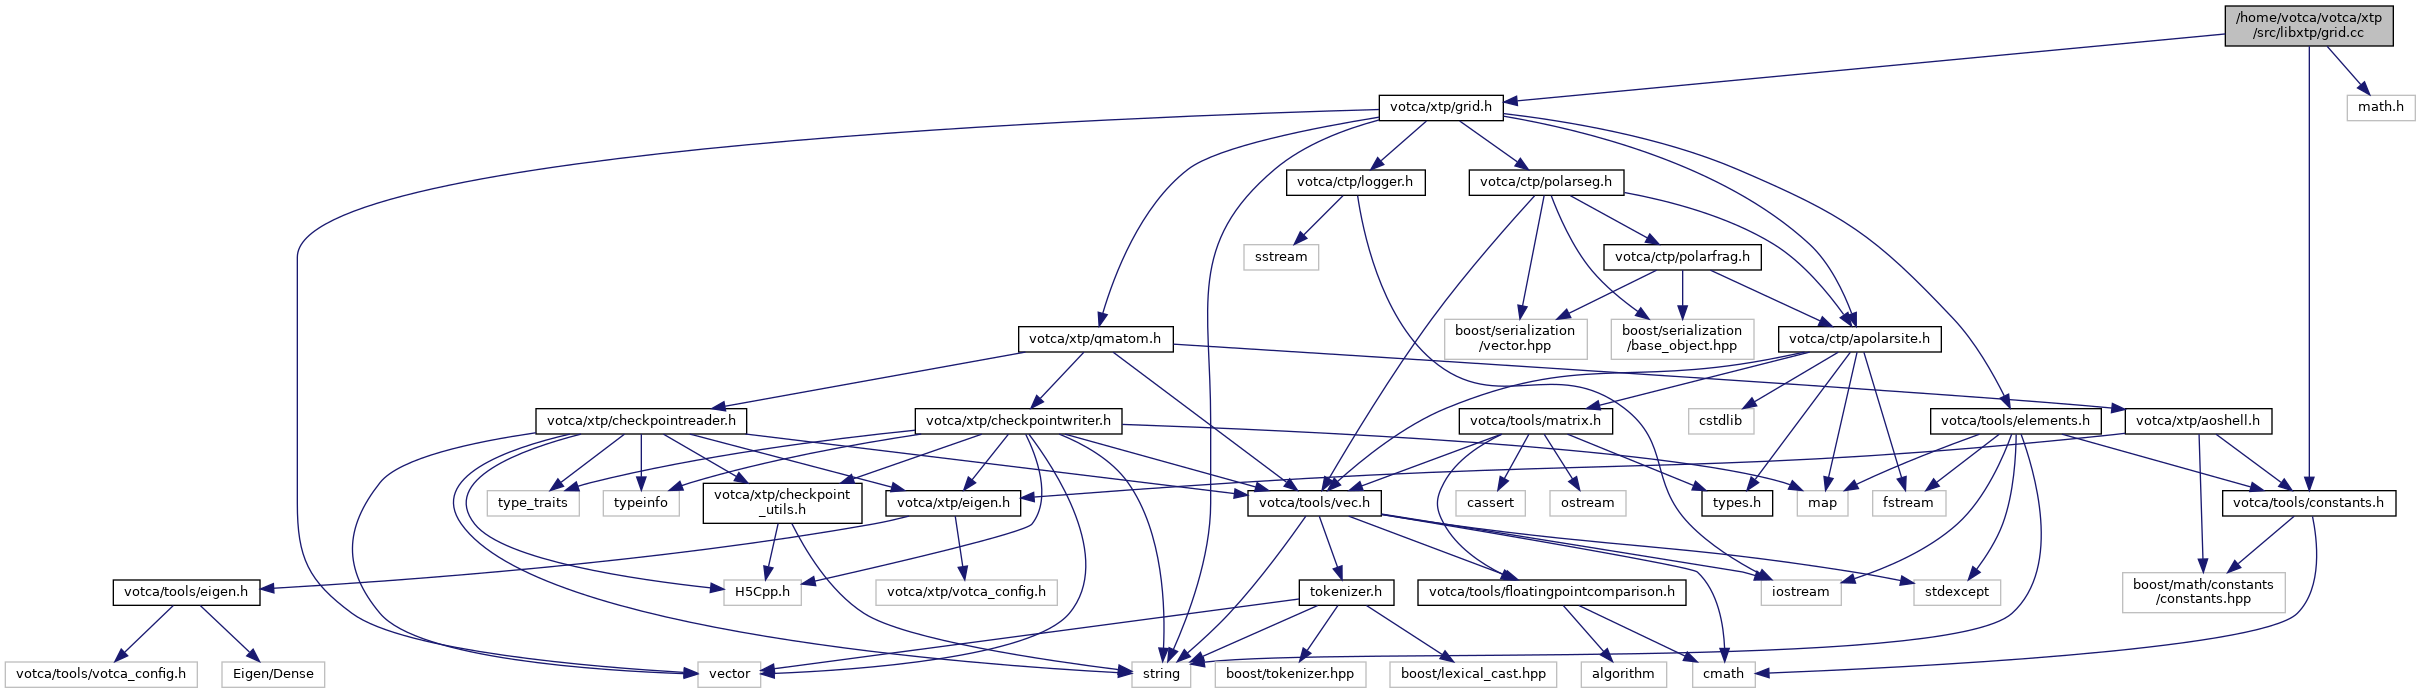 /home/votca/votca/xtp
/src/libxtp/grid.cc
votca/xtp/grid.h
math.h
votca/ctp/logger.h
votca/ctp/polarseg.h
sstream
votca/ctp/polarfrag.h
votca/xtp/qmatom.h
boost/serialization
/vector.hpp
boost/serialization
/base_object.hpp
votca/ctp/apolarsite.h
votca/xtp/checkpointreader.h
votca/xtp/checkpointwriter.h
votca/tools/matrix.h
cstdlib
votca/tools/elements.h
votca/xtp/aoshell.h
type_traits
typeinfo
votca/xtp/checkpoint
_utils.h
votca/xtp/eigen.h
votca/tools/vec.h
cassert
ostream
types.h
map
fstream
votca/tools/constants.h
votca/tools/eigen.h
H5Cpp.h
votca/xtp/votca_config.h
tokenizer.h
votca/tools/floatingpointcomparison.h
iostream
stdexcept
boost/math/constants
/constants.hpp
votca/tools/votca_config.h
Eigen/Dense
vector
string
boost/tokenizer.hpp
boost/lexical_cast.hpp
algorithm
cmath